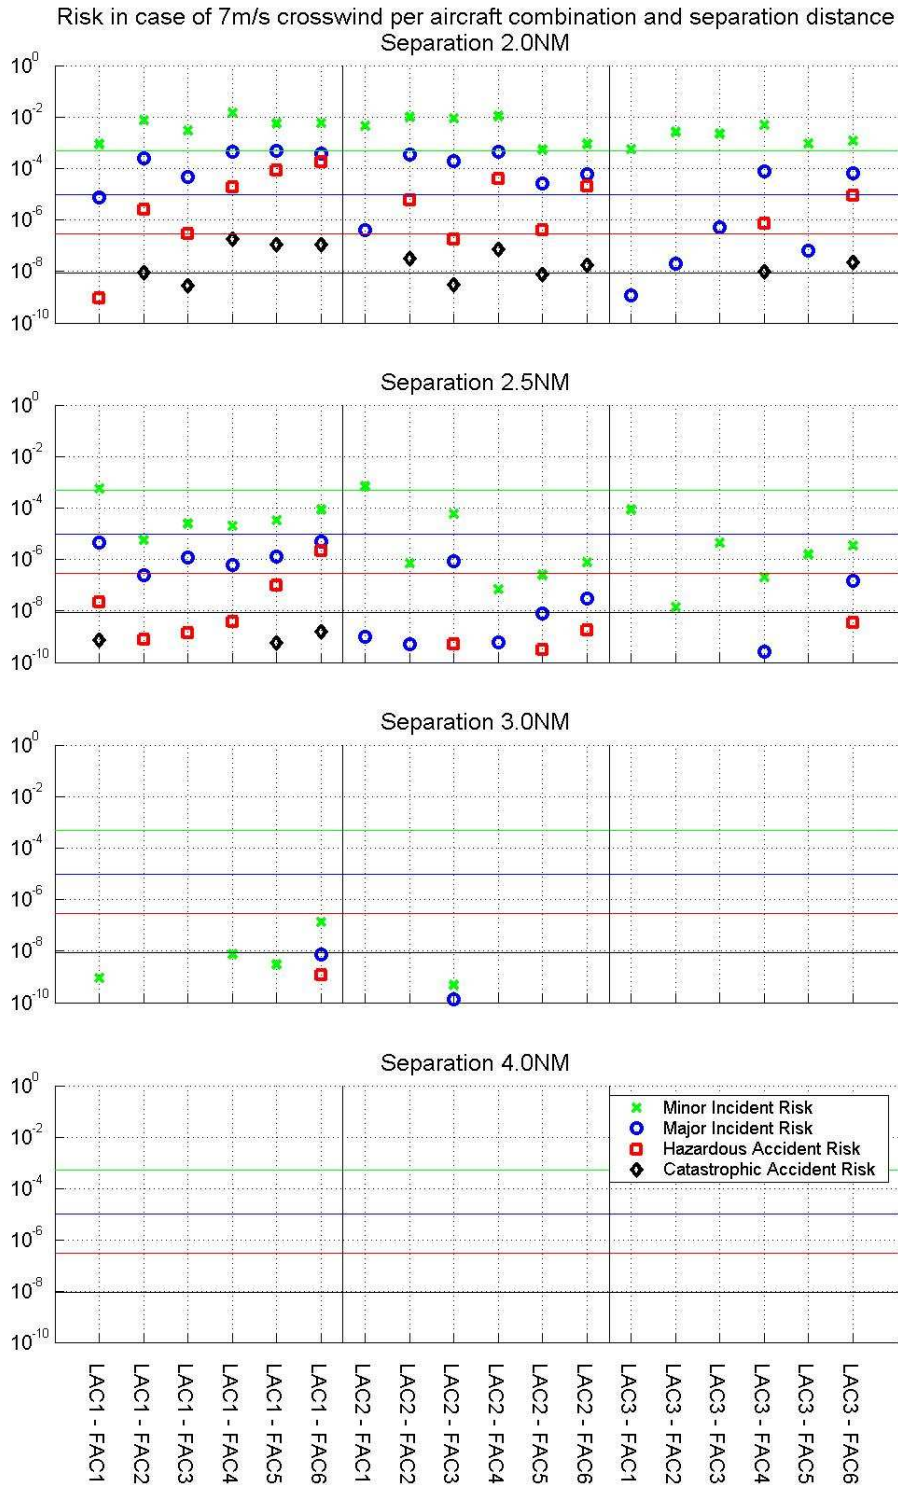 Risk in case of 7m/s crosswind per aircraft combination and separation distance
Separation 2.0NM
10^0
10^-2
10^-4
10^-6
10^-8
10^-10
Separation 2.5NM
10^0
10^-2
10^-4
10^-6
10^-8
10^-10
Separation 3.0NM
10^0
10^-2
10^-4
10^-6
10^-8
10^-10
Separation 4.0NM
10^0
10^-2
10^-4
10^-6
10^-8
10^-10
Minor Incident Risk
Major Incident Risk
Hazardous Accident Risk
Catastrophic Accident Risk
LAC1 - FAC1
LAC1 - FAC2
LAC1 - FAC3
LAC1 - FAC4
LAC1 - FAC5
LAC1 - FAC6
LAC2 - FAC1
LAC2 - FAC2
LAC2 - FAC3
LAC2 - FAC4
LAC2 - FAC5
LAC2 - FAC6
LAC3 - FAC1
LAC3 - FAC2
LAC3 - FAC3
LAC3 - FAC4
LAC3 - FAC5
LAC3 - FAC6